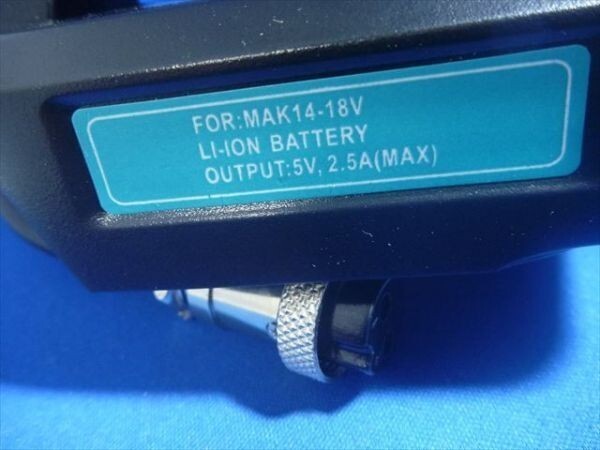 FOR:MAK14-18V
LI-ION BATTERY
OUTPUT:5V, 2.5A(MAX)